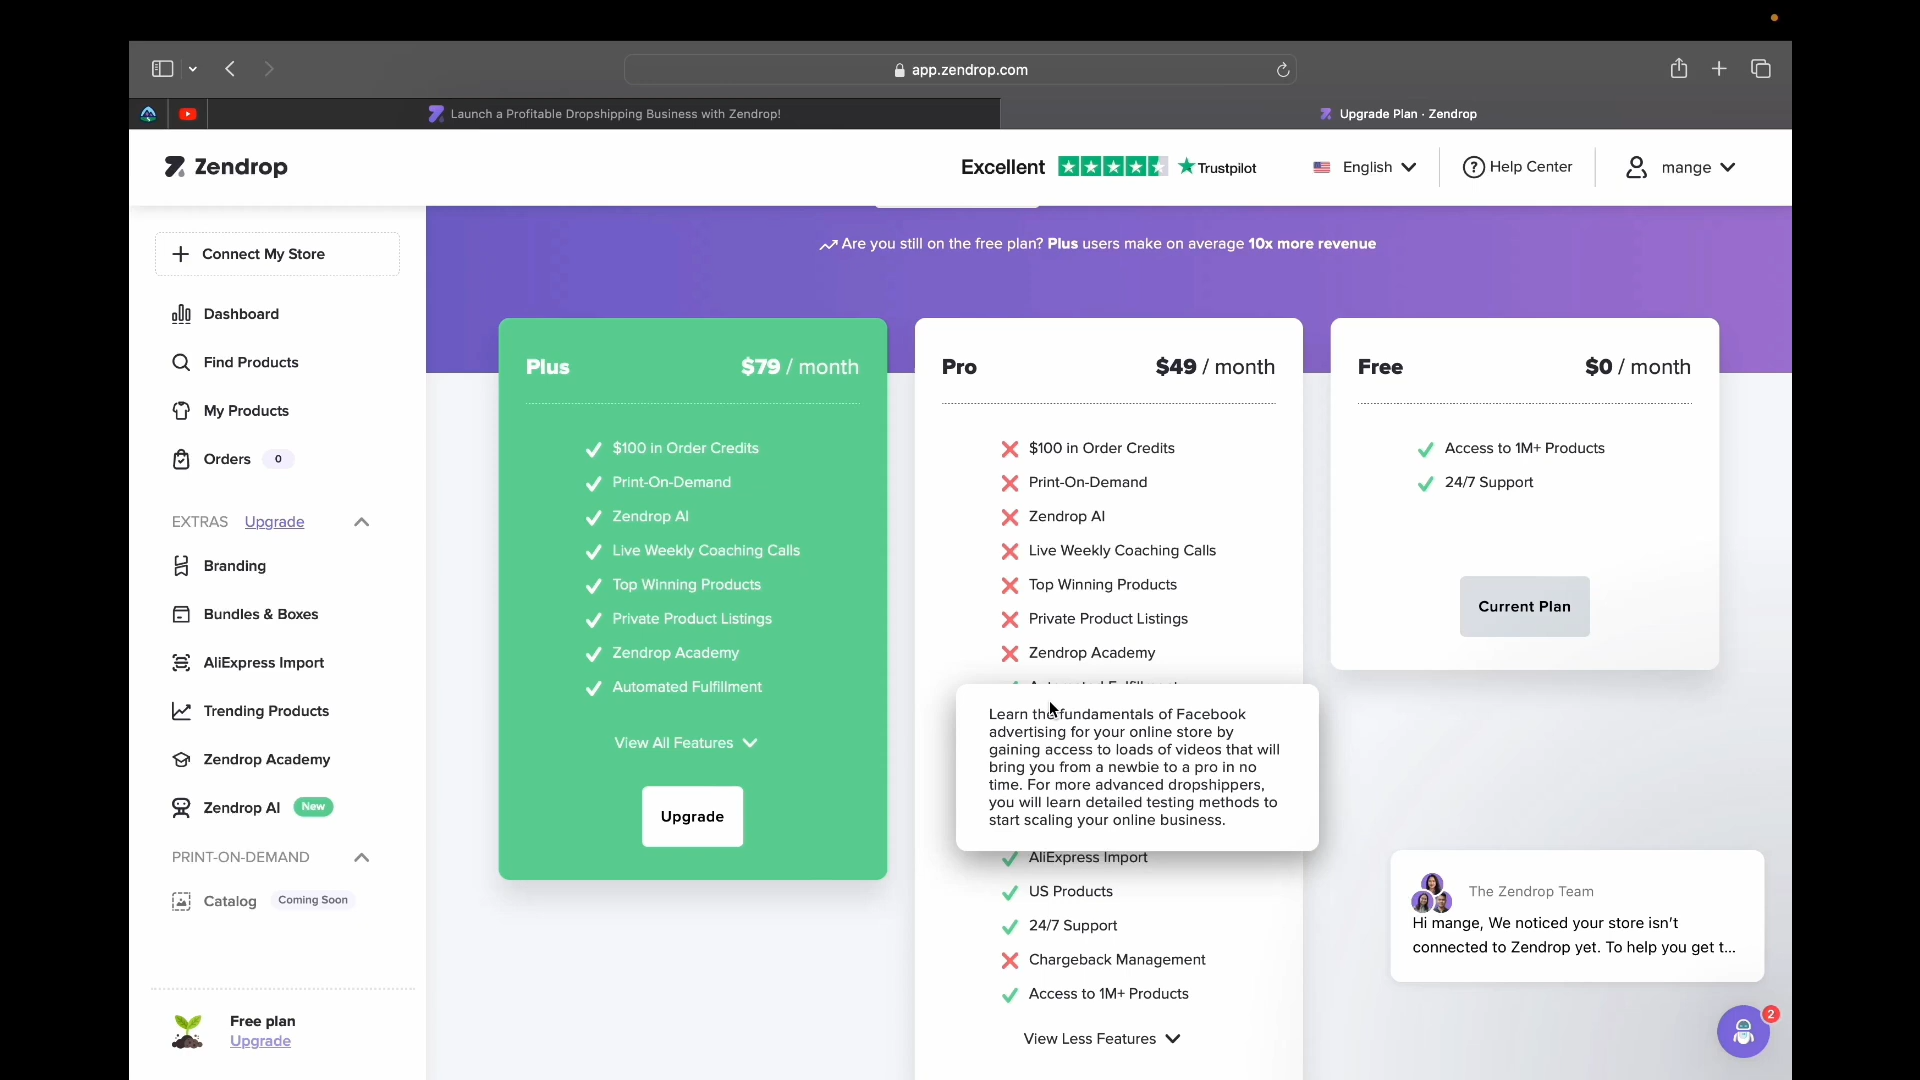 app.zendrop.com
Launch a Profitable Dropshipping Business with Zendrop!
Upgrade Plan · Zendrop
Zendrop
Excellent
Trustpilot
English
Help Center
mange
Connect My Store
Dashboard
Find Products
My Products
Orders 0
EXTRAS Upgrade
Branding
Bundles & Boxes
AliExpress Import
Trending Products
Zendrop Academy
Zendrop AI New
PRINT-ON-DEMAND
Catalog Coming Soon
Free plan
Upgrade
Are you still on the free plan? Plus users make on average 10x more revenue
Plus $79 / month
$100 in Order Credits
Print-On-Demand
Zendrop AI
Live Weekly Coaching Calls
Top Winning Products
Private Product Listings
Zendrop Academy
Automated Fulfillment
View All Features
Upgrade
Pro $49 / month
$100 in Order Credits
Print-On-Demand
Zendrop AI
Live Weekly Coaching Calls
Top Winning Products
Private Product Listings
Zendrop Academy
Learn the fundamentals of Facebook
advertising for your online store by
gaining access to loads of videos that will
bring you from a newbie to a pro in no
time. For more advanced dropshippers,
you will learn detailed testing methods to
start scaling your online business.
AliExpress Import
US Products
24/7 Support
Chargeback Management
Access to 1M+ Products
View Less Features
Free $0 / month
Access to 1M+ Products
24/7 Support
Current Plan
The Zendrop Team
Hi mange, We noticed your store isn't
connected to Zendrop yet. To help you get t...
2